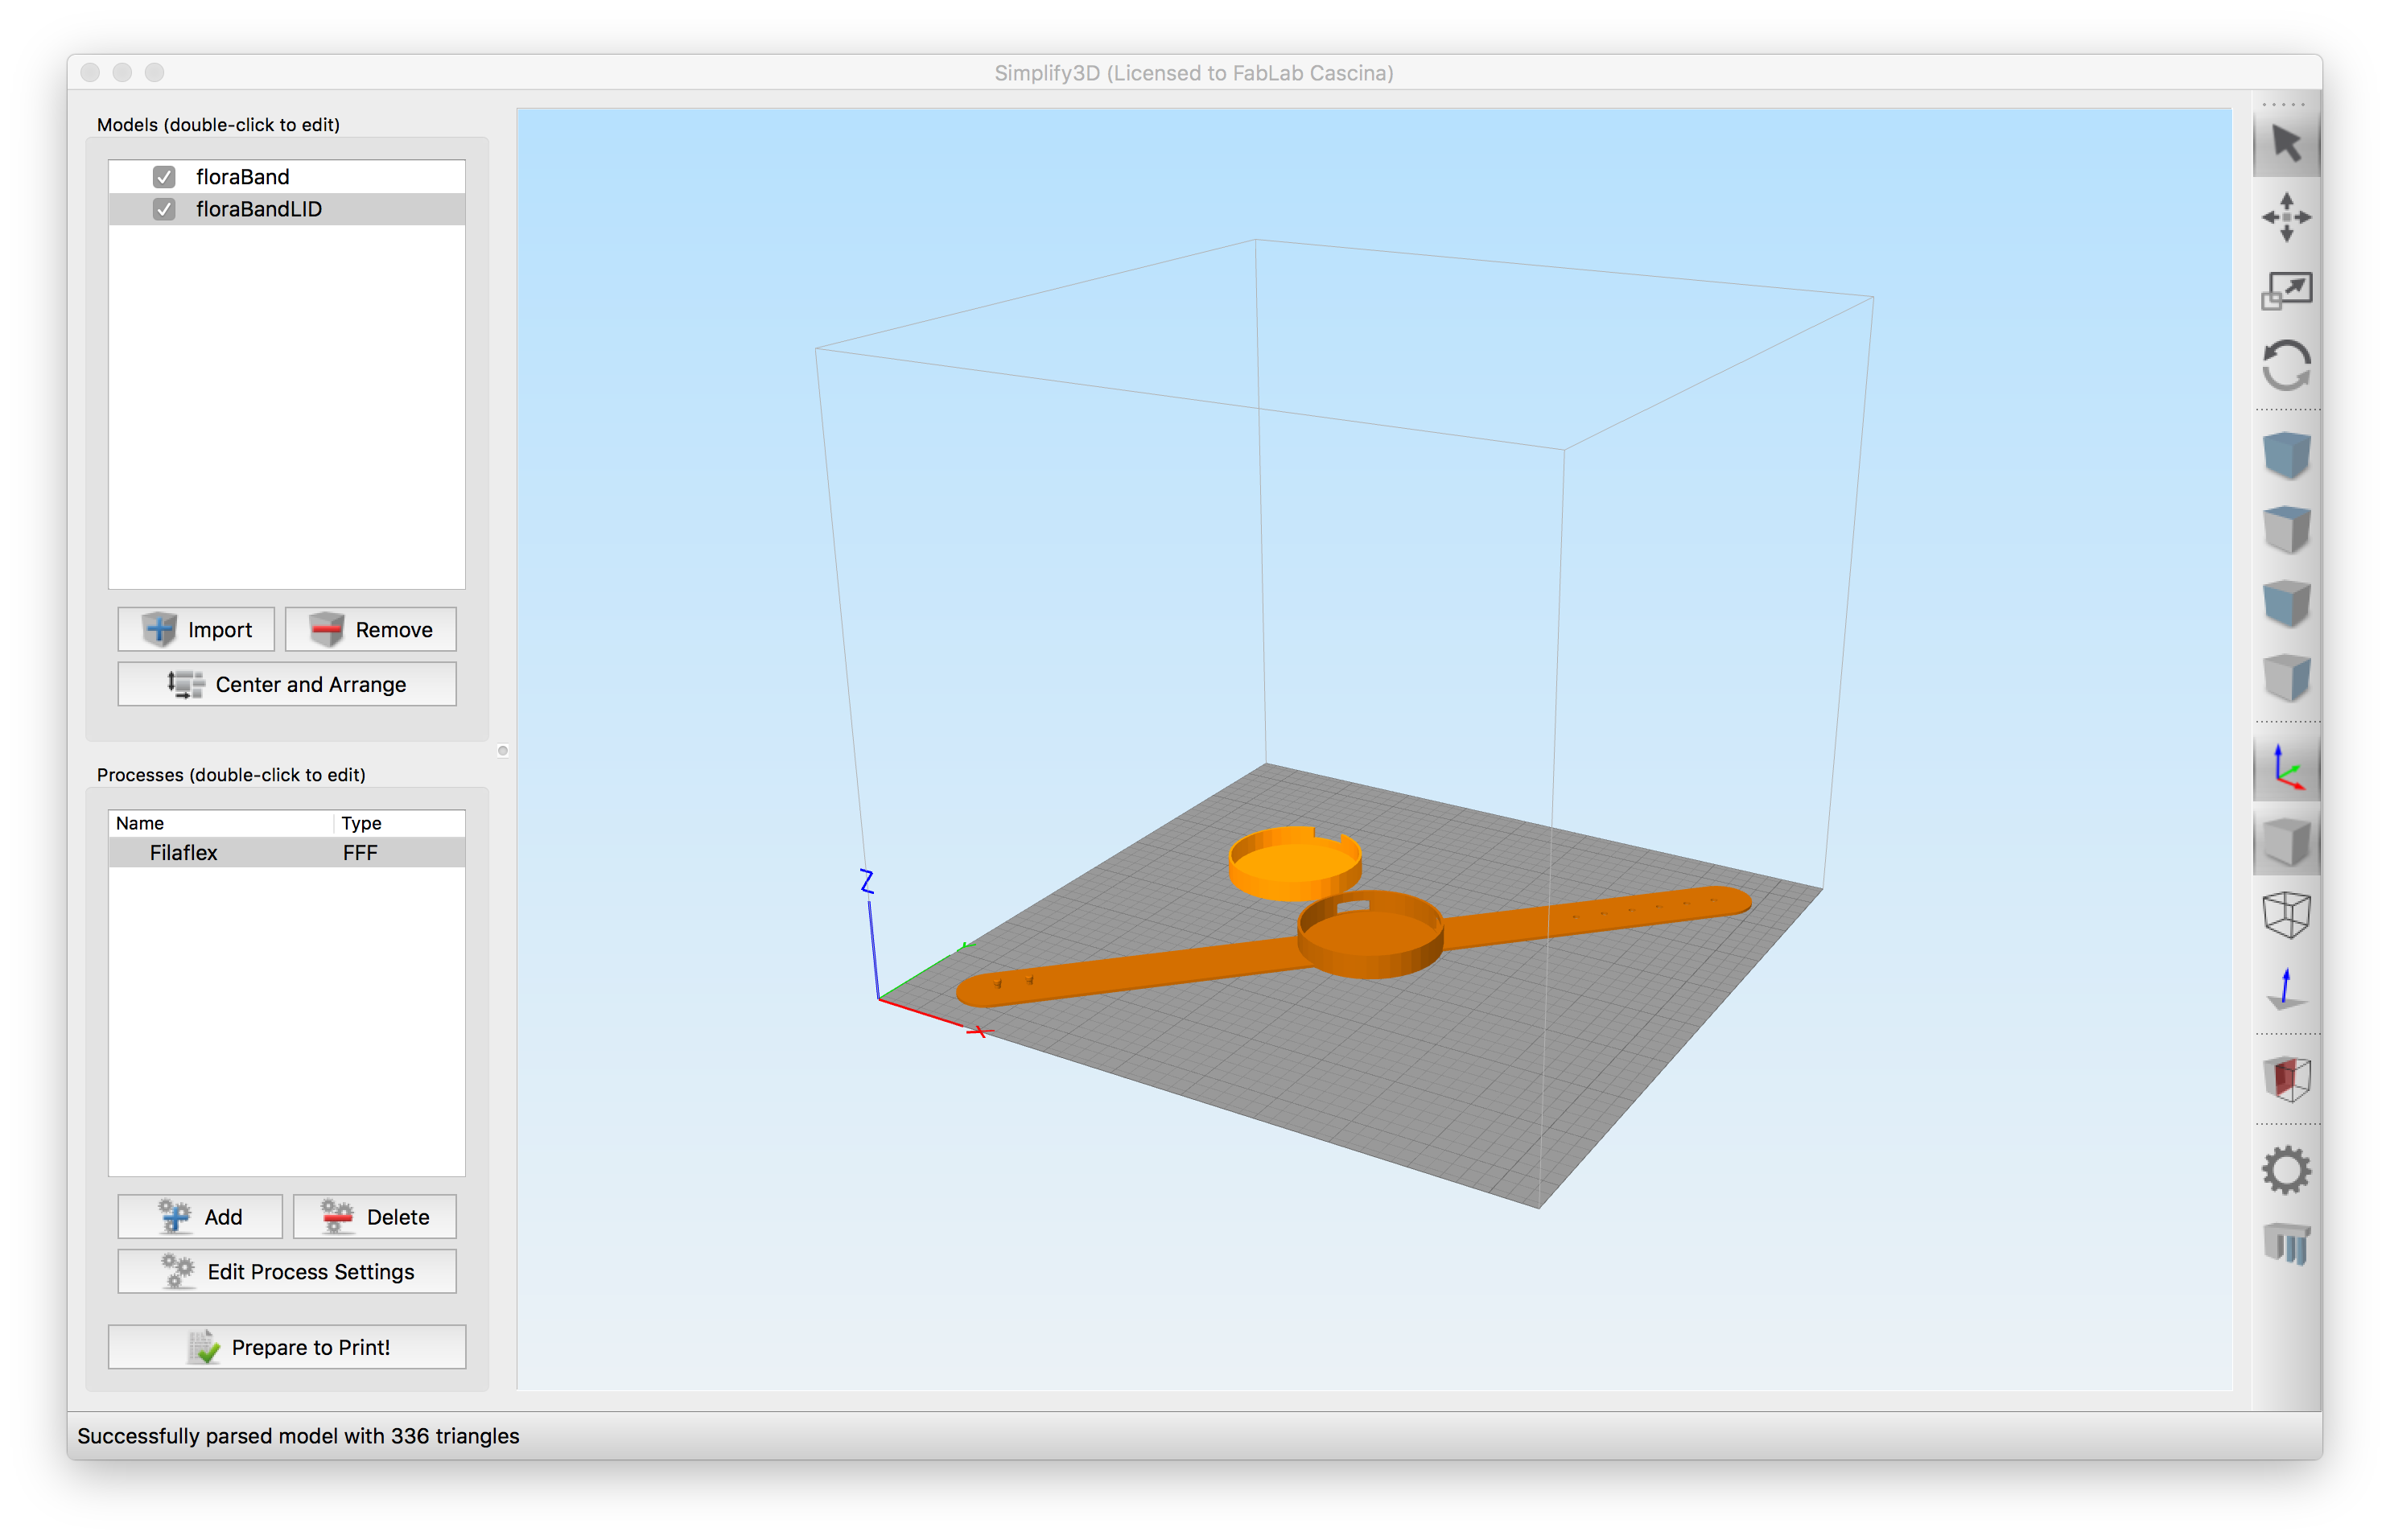 Simplify3D (Licensed to FabLab Cascina)
Models (double-click to edit)
floraBand
floraBandLID
Import
Remove
Center and Arrange
Processes (double-click to edit)
Name Type
Filaflex FFF
Add
Delete
Edit Process Settings
Prepare to Print!
Z
Y
X
Successfully parsed model with 336 triangles